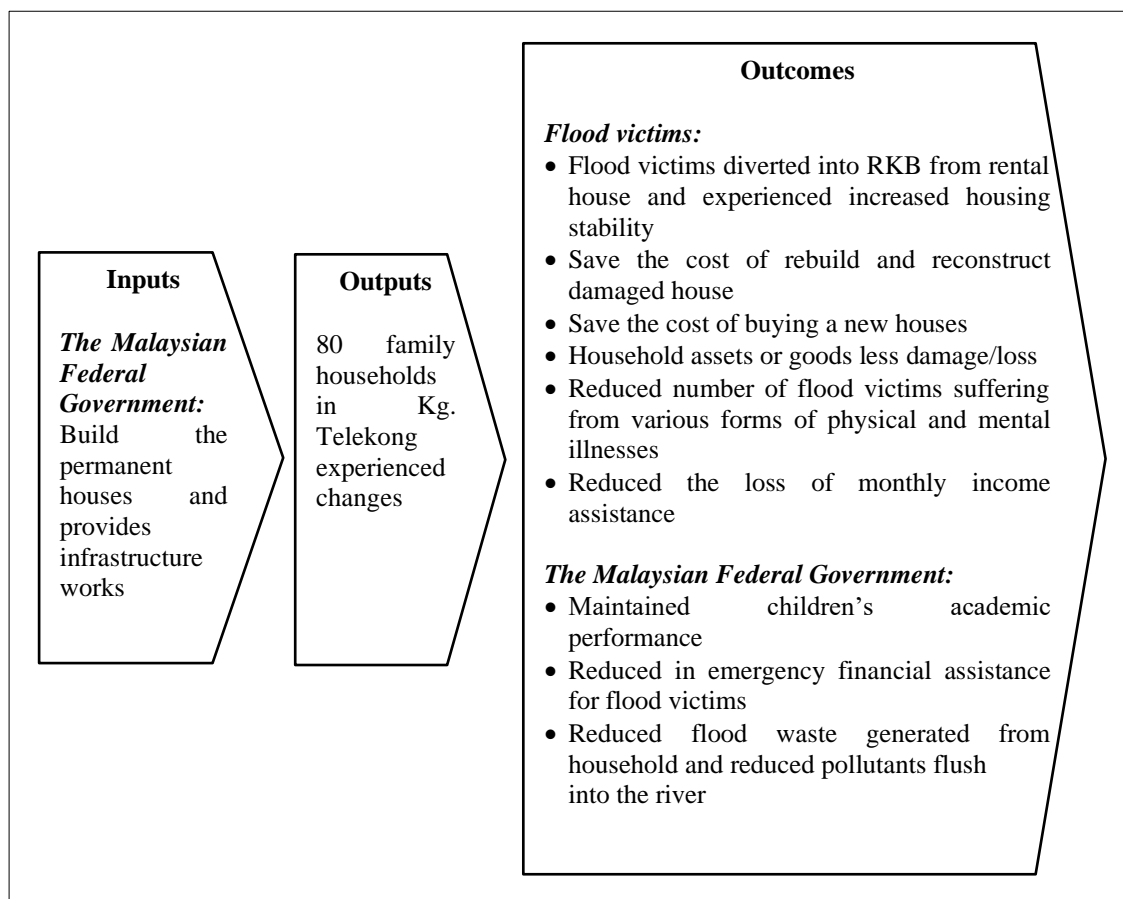 Inputs
The Malaysian
Federal
Government:
Build the
permanent
houses and
provides
infrastructure
works
Outputs
80 family
households
in Kg.
Telekong
experienced
changes
Outcomes
Flood victims:
• Flood victims diverted into RKB from rental
house and experienced increased housing
stability
• Save the cost of rebuild and reconstruct
damaged house
• Save the cost of buying a new houses
• Household assets or goods less damage/loss
• Reduced number of flood victims suffering
from various forms of physical and mental
illnesses
• Reduced the loss of monthly income
assistance
The Malaysian Federal Government:
• Maintained children’s academic
performance
• Reduced in emergency financial assistance
for flood victims
• Reduced flood waste generated from
household and reduced pollutants flush
into the river